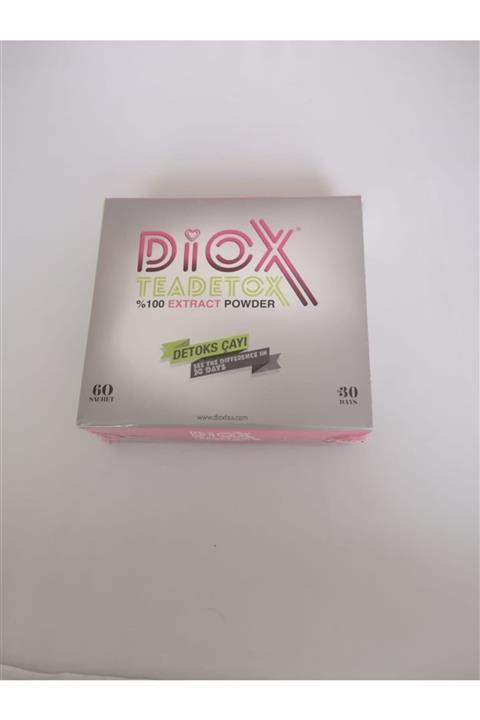 DiOX
TEADETOX
%100 EXTRACT POWDER
DETOKS ÇAYI
SEE THE DIFFERENCE IN
30 DAYS
60
SACHET
30
DAYS
www.dioxtea.com
DiOX